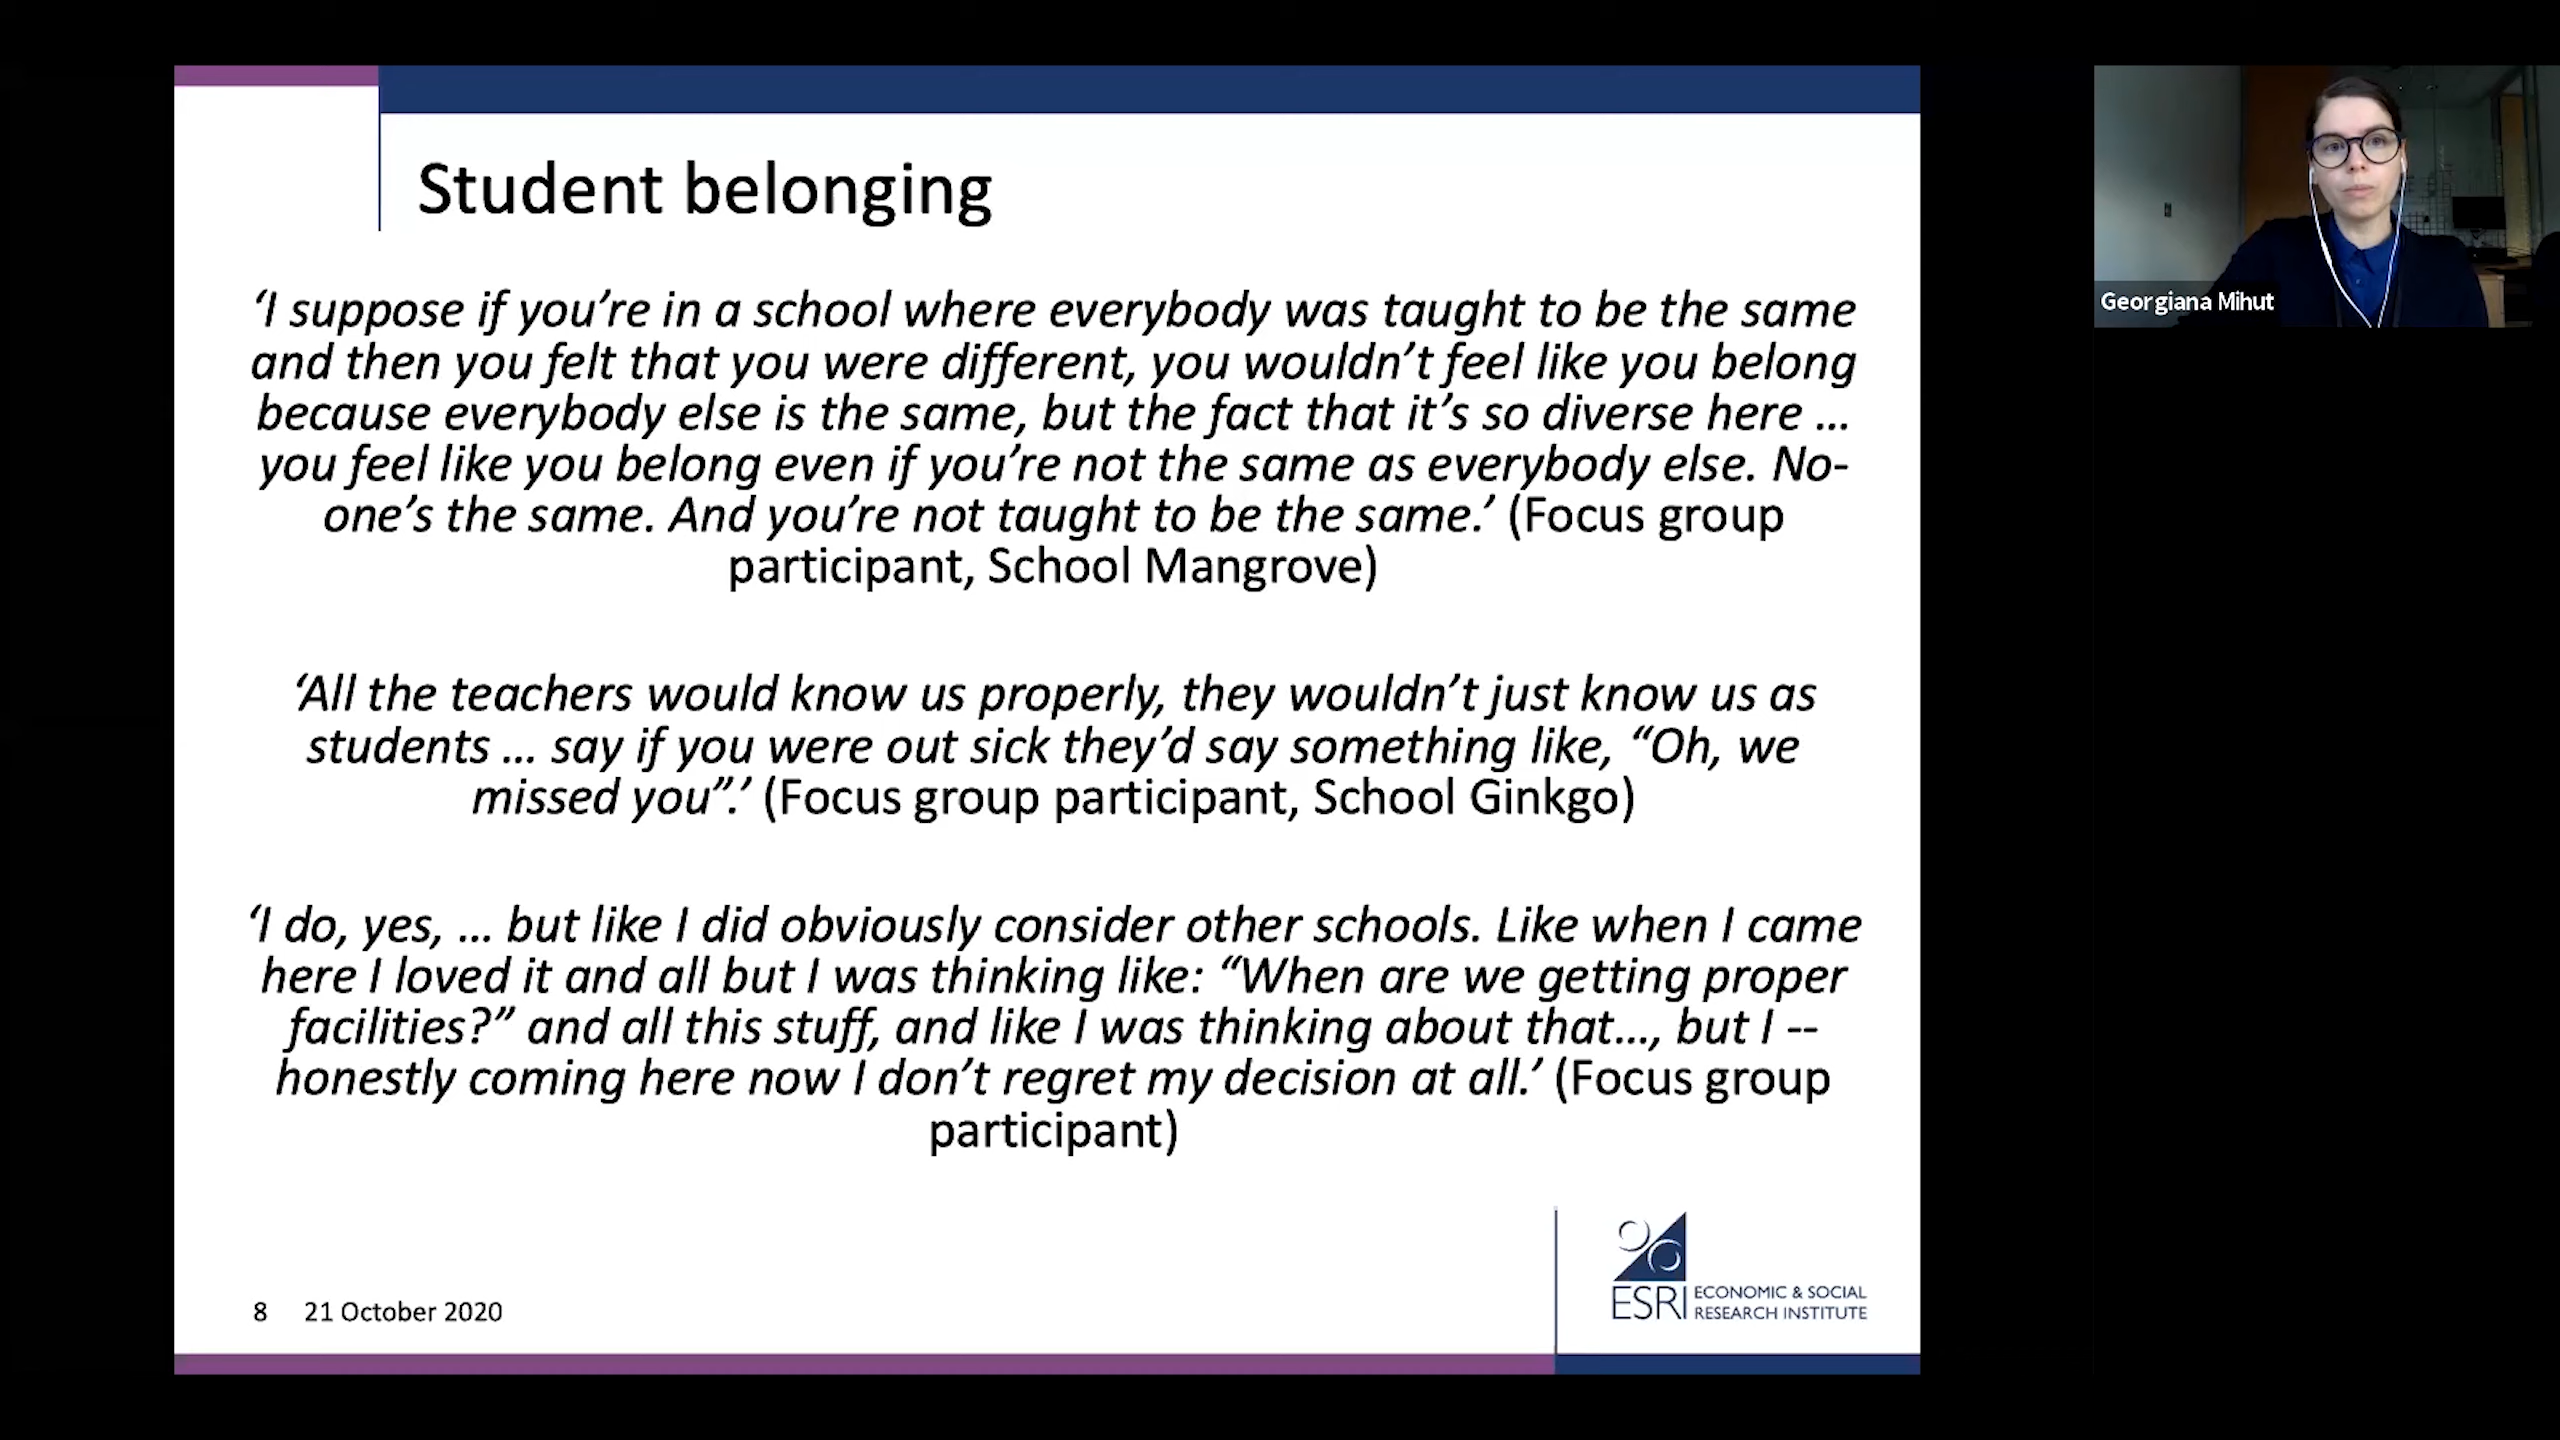 Student belonging
‘I suppose if you’re in a school where everybody was taught to be the same
and then you felt that you were different, you wouldn’t feel like you belong
because everybody else is the same, but the fact that it’s so diverse here …
you feel like you belong even if you’re not the same as everybody else. No-
one’s the same. And you’re not taught to be the same.’ (Focus group
participant, School Mangrove)
‘All the teachers would know us properly, they wouldn’t just know us as
students … say if you were out sick they’d say something like, “Oh, we
missed you”.’ (Focus group participant, School Ginkgo)
‘I do, yes, … but like I did obviously consider other schools. Like when I came
here I loved it and all but I was thinking like: “When are we getting proper
facilities?” and all this stuff, and like I was thinking about that…, but I --
honestly coming here now I don’t regret my decision at all.’ (Focus group
participant)
8 21 October 2020
ESRI ECONOMIC & SOCIAL
RESEARCH INSTITUTE
Georgiana Mihut